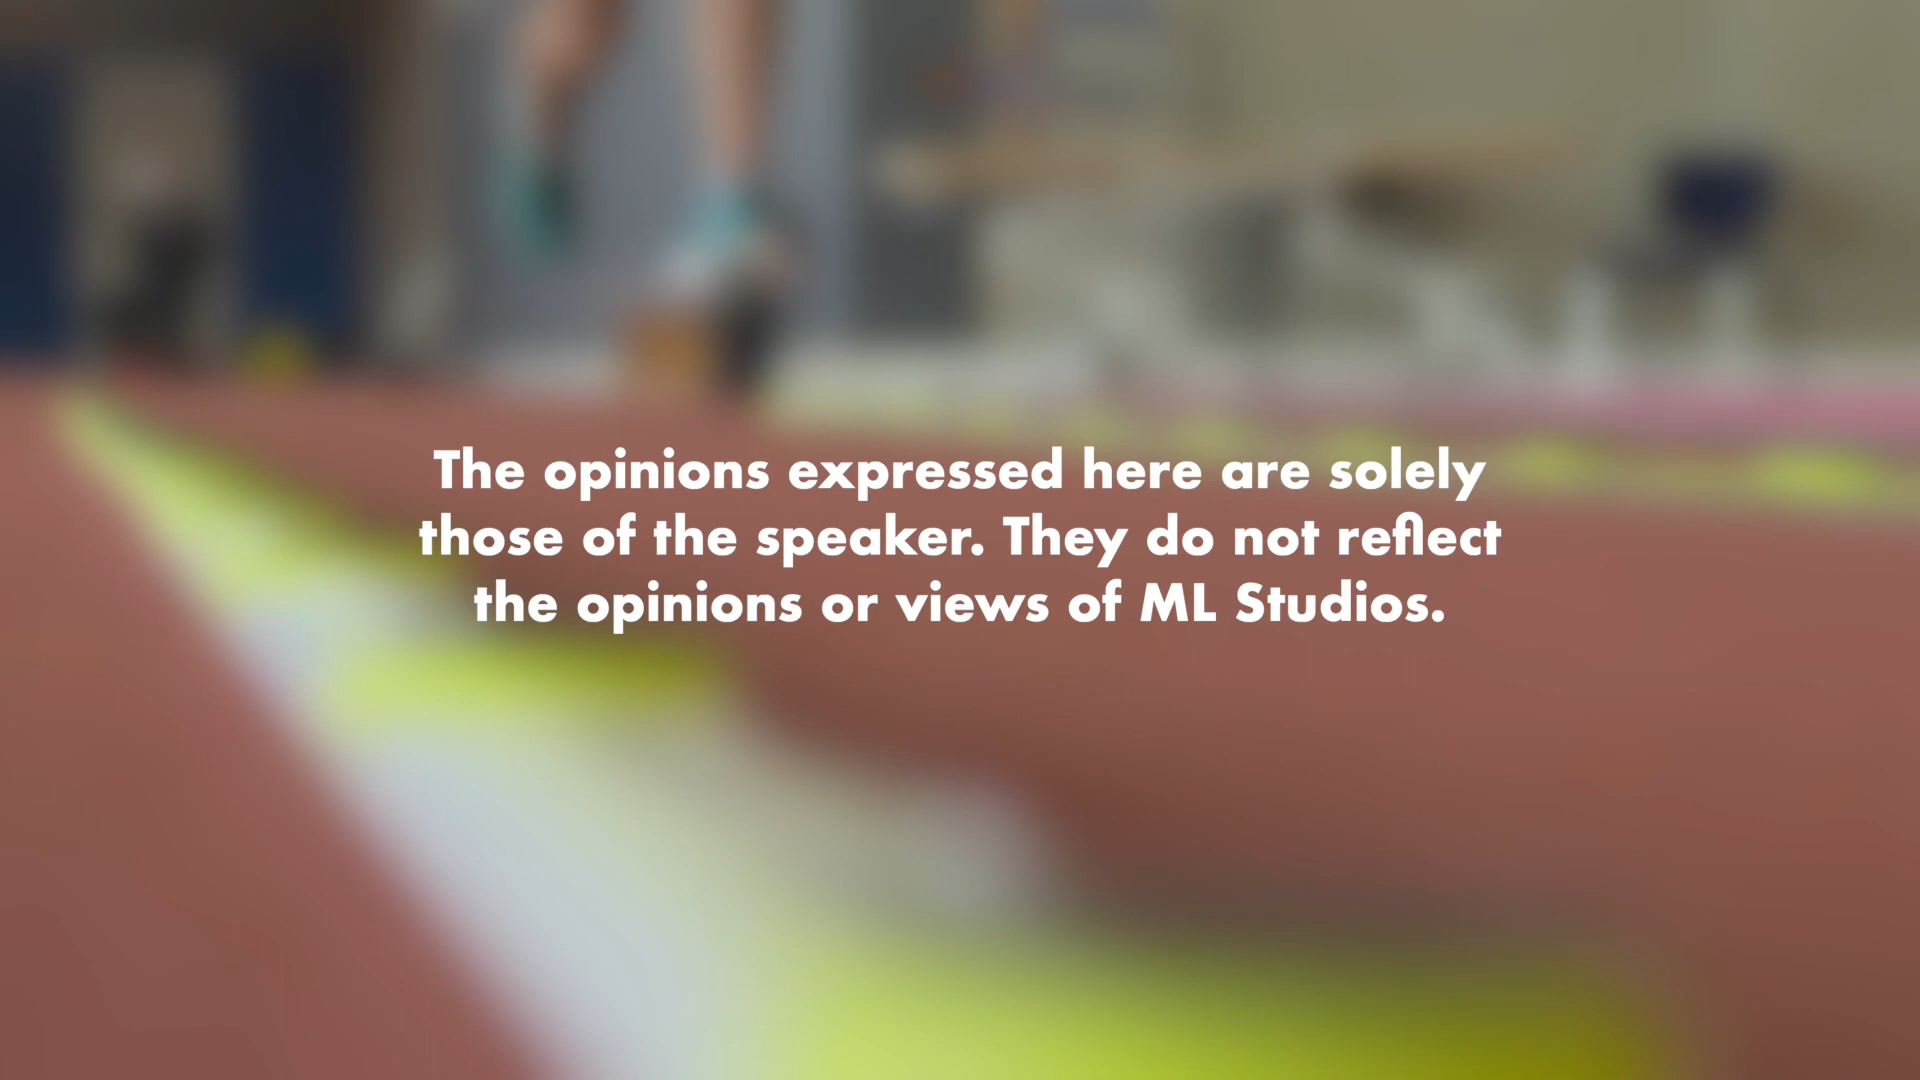 The opinions expressed here are solely
those of the speaker. They do not reflect
the opinions or views of ML Studios.